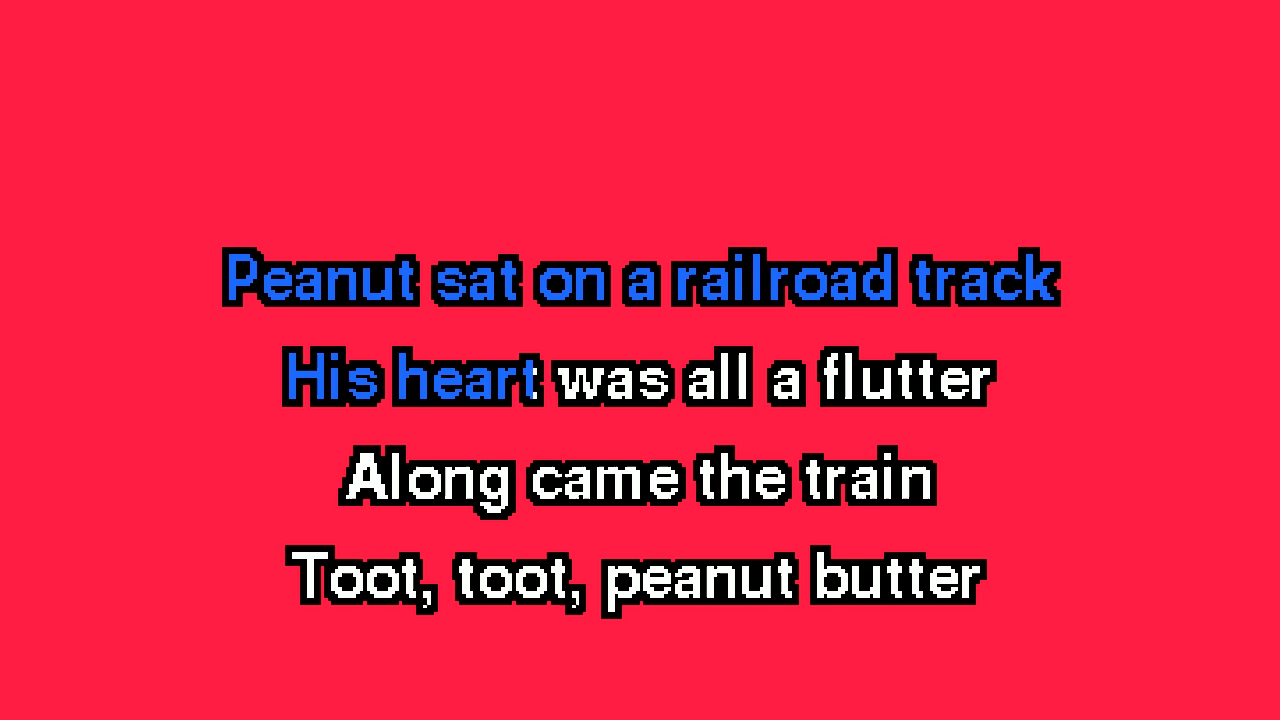 Peanut sat on a railroad track
His heart was all a flutter
Along came the train
Toot, toot, peanut butter